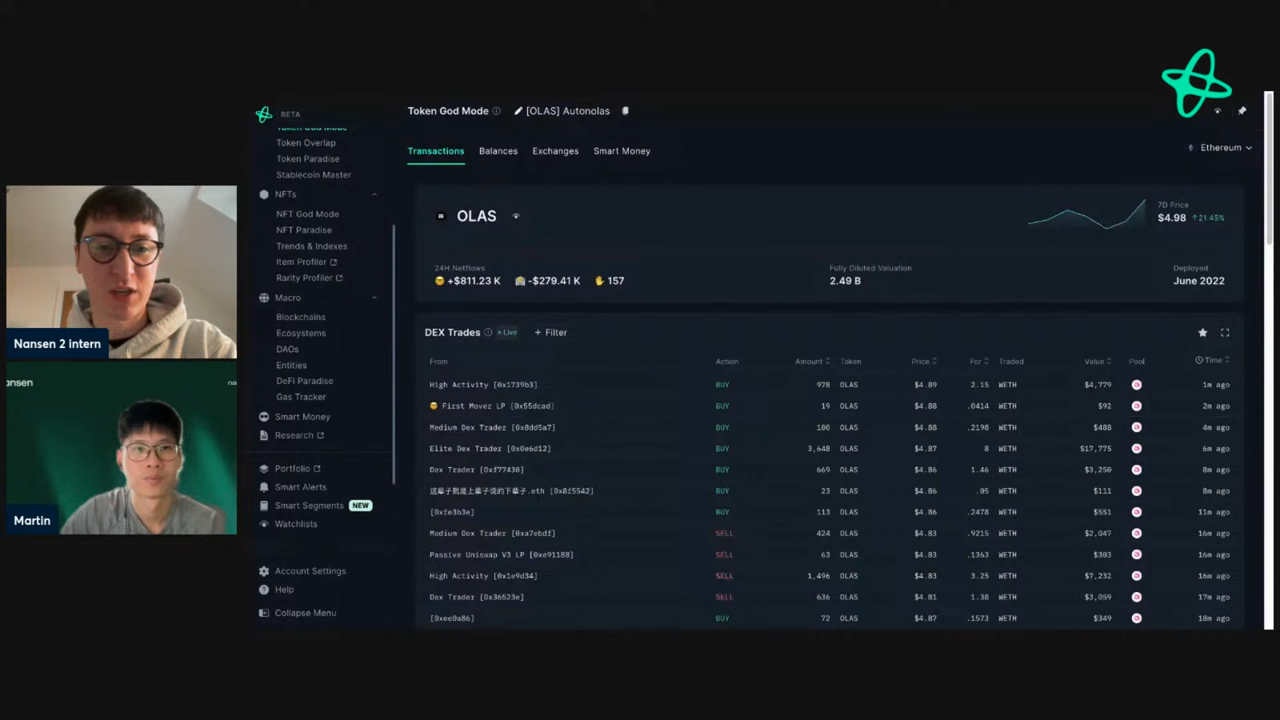 BETA
Token God Mode
[OLAS] Autonolas
Token God Mode
Token Overlap
Token Paradise
Stablecoin Master
NFTs
NFT God Mode
NFT Paradise
Trends & Indexes
Item Profiler
Rarity Profiler
Macro
Blockchains
Ecosystems
DAOs
Entities
DeFi Paradise
Gas Tracker
Smart Money
Research
Portfolio
Smart Alerts
Smart Segments NEW
Watchlists
Account Settings
Help
Collapse Menu
Transactions Balances Exchanges Smart Money
Ethereum
OLAS
7D Price
$4.98 ↑21.45%
24H Netflows
+$811.23 K -$279.41 K 157
Fully Diluted Valuation
2.49 B
Deployed
June 2022
DEX Trades Live + Filter
From Action Amount Token Price For Traded Value Pool Time
High Activity [0x1739b3] BUY 978 OLAS $4.89 2.15 WETH $4,779 1m ago
First Mover LP [0x55dcad] BUY 19 OLAS $4.88 .0414 WETH $92 2m ago
Medium Dex Trader [0x8dd5a7] BUY 100 OLAS $4.88 .2198 WETH $488 4m ago
Elite Dex Trader [0x0e6d12] BUY 3,648 OLAS $4.87 8 WETH $17,775 6m ago
Dex Trader [0xf77430] BUY 669 OLAS $4.86 1.46 WETH $3,250 8m ago
这辈子就是上辈子说的下辈子.eth [0x8f5542] BUY 23 OLAS $4.86 .05 WETH $111 8m ago
[0xfe3b3e] BUY 113 OLAS $4.86 .2478 WETH $551 11m ago
Medium Dex Trader [0xa7ebdf] SELL 424 OLAS $4.83 .9215 WETH $2,047 16m ago
Passive Uniswap V3 LP [0xe91188] SELL 63 OLAS $4.83 .1363 WETH $303 16m ago
High Activity [0x1e9d34] SELL 1,496 OLAS $4.83 3.25 WETH $7,232 16m ago
Dex Trader [0x36523e] SELL 636 OLAS $4.81 1.38 WETH $3,059 17m ago
[0xee0a86] BUY 72 OLAS $4.87 .1573 WETH $349 18m ago
Nansen 2 Intern
nsen
na
Martin